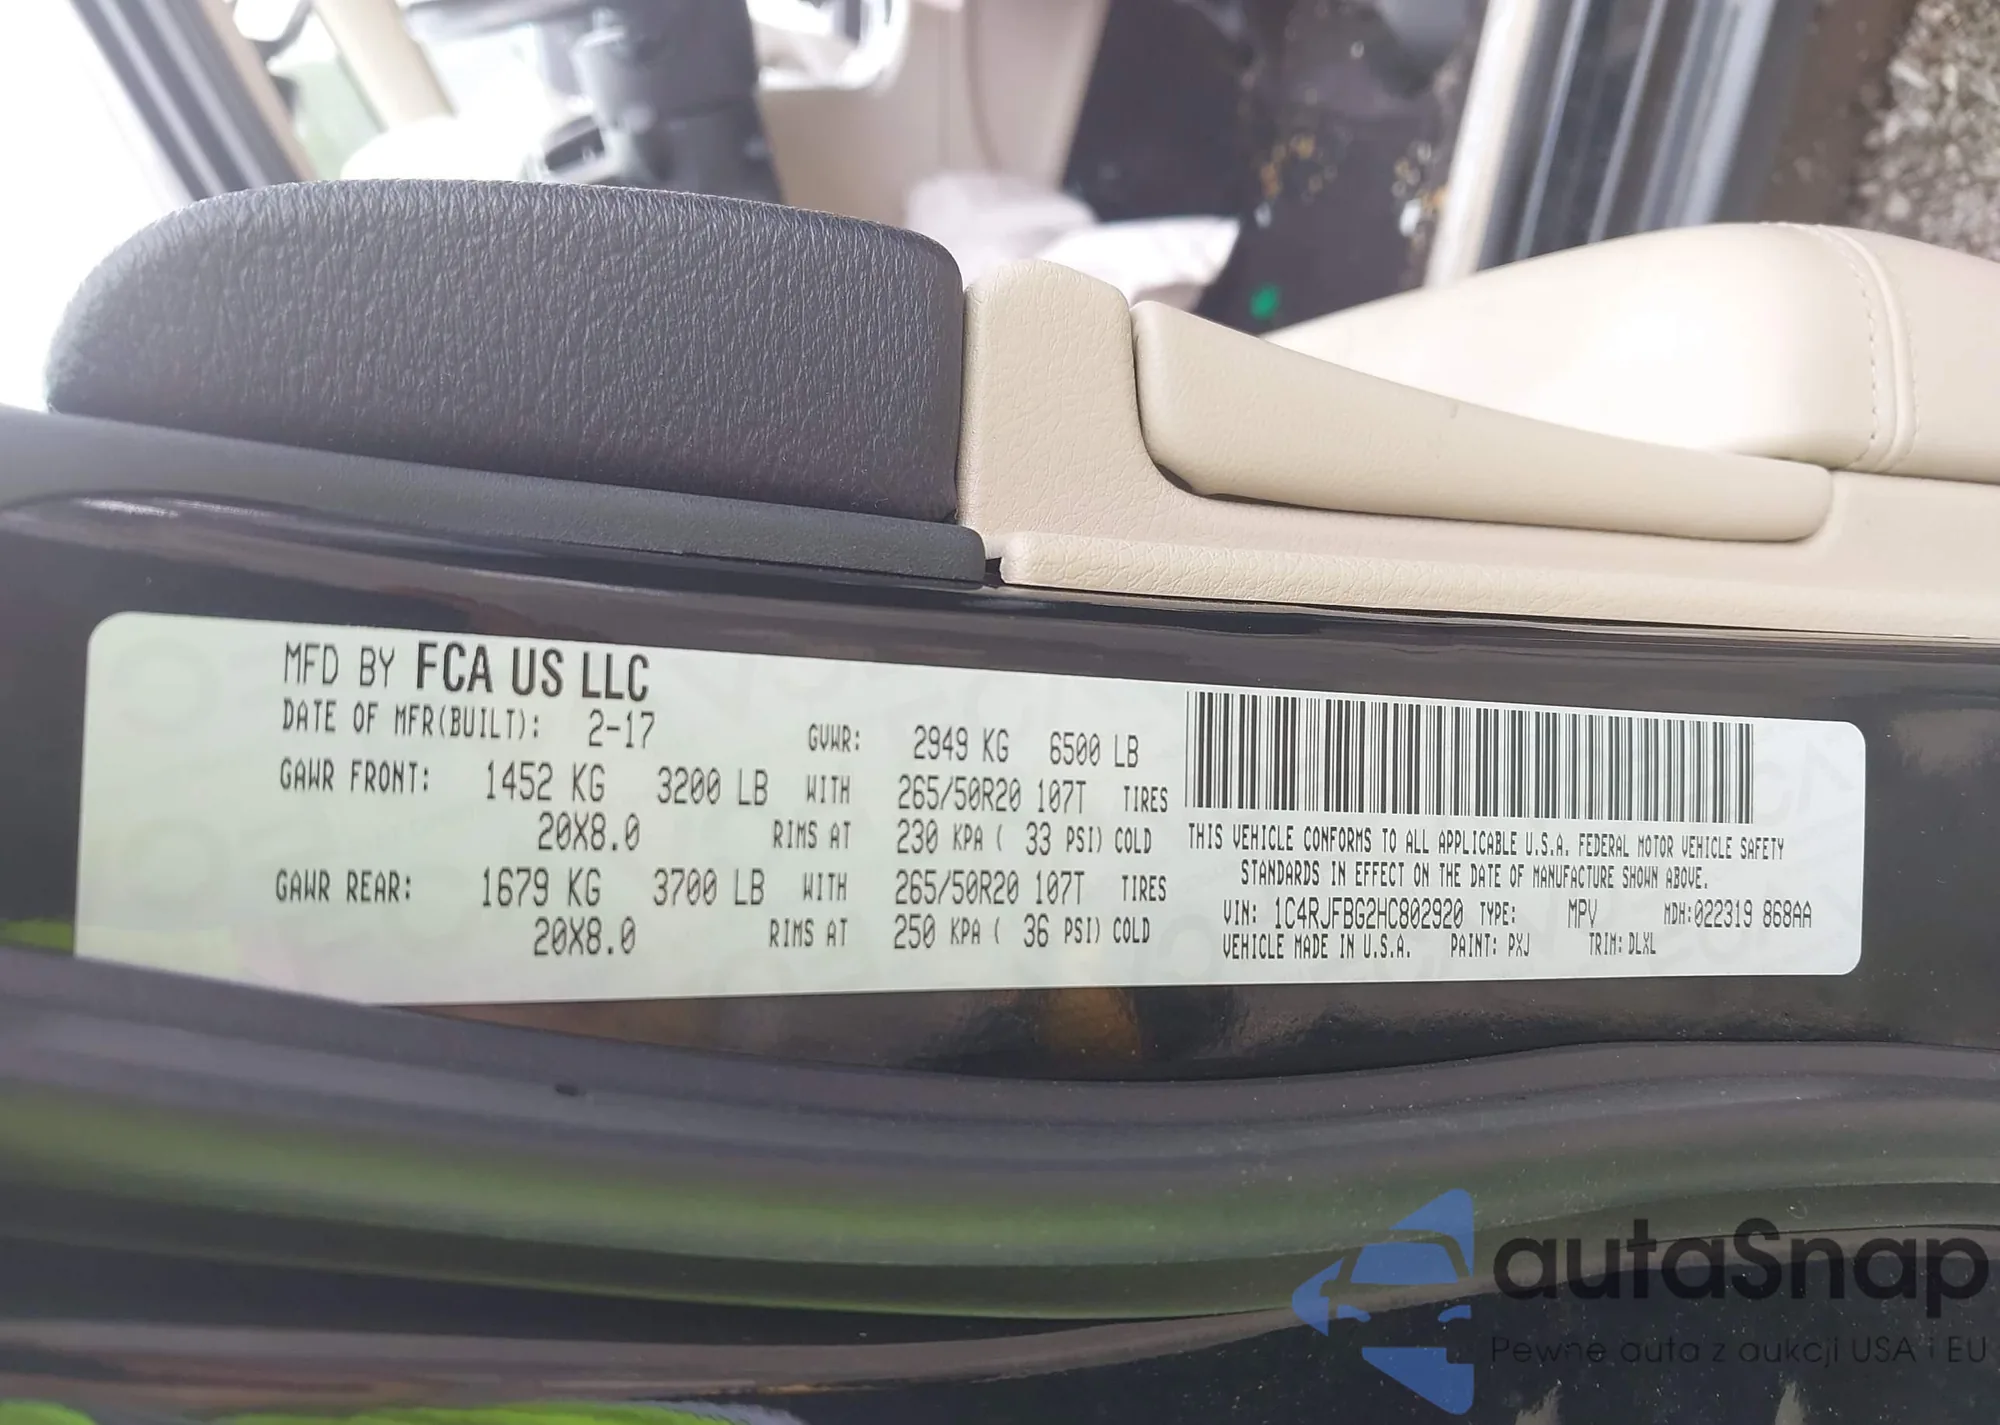 MFD BY FCA US LLC
DATE OF MFR(BUILT): 2-17 GVWR: 2949 KG 6500 LB
GAWR FRONT: 1452 KG 3200 LB WITH 265/50R20 107T TIRES
20X8.0 RIMS AT 230 KPA ( 33 PSI) COLD
GAWR REAR: 1679 KG 3700 LB WITH 265/50R20 107T TIRES
20X8.0 RIMS AT 250 KPA ( 36 PSI) COLD
THIS VEHICLE CONFORMS TO ALL APPLICABLE U.S.A. FEDERAL MOTOR VEHICLE SAFETY
STANDARDS IN EFFECT ON THE DATE OF MANUFACTURE SHOWN ABOVE.
VIN: 1C4RJFBG2HC802920 TYPE: MPV MDH:022319 868AA
VEHICLE MADE IN U.S.A. PAINT: PXJ TRIM: DLXL
autaSnap
Pewne auta z aukcji USA i EU